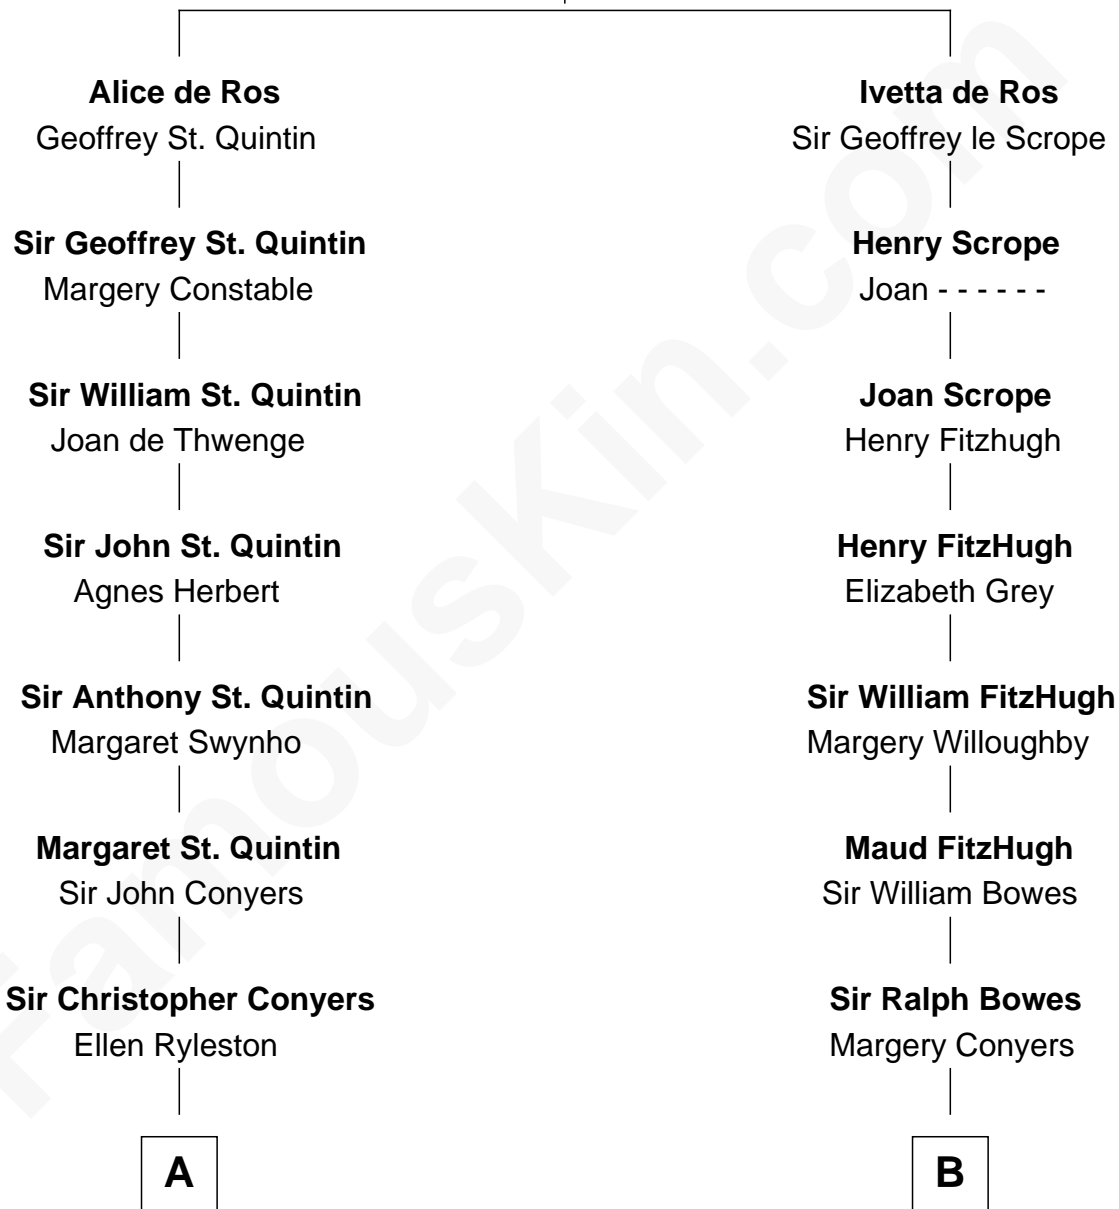 Alice de Ros
Geoffrey St. Quintin
Sir Geoffrey St. Quintin
Margery Constable
Sir William St. Quintin
Joan de Thwenge
Sir John St. Quintin
Agnes Herbert
Sir Anthony St. Quintin
Margaret Swynho
Margaret St. Quintin
Sir John Conyers
Sir Christopher Conyers
Ellen Ryleston
A
Ivetta de Ros
Sir Geoffrey le Scrope
Henry Scrope
Joan - - - - - -
Joan Scrope
Henry Fitzhugh
Henry FitzHugh
Elizabeth Grey
Sir William FitzHugh
Margery Willoughby
Maud FitzHugh
Sir William Bowes
Sir Ralph Bowes
Margery Conyers
B
FamousKin.com